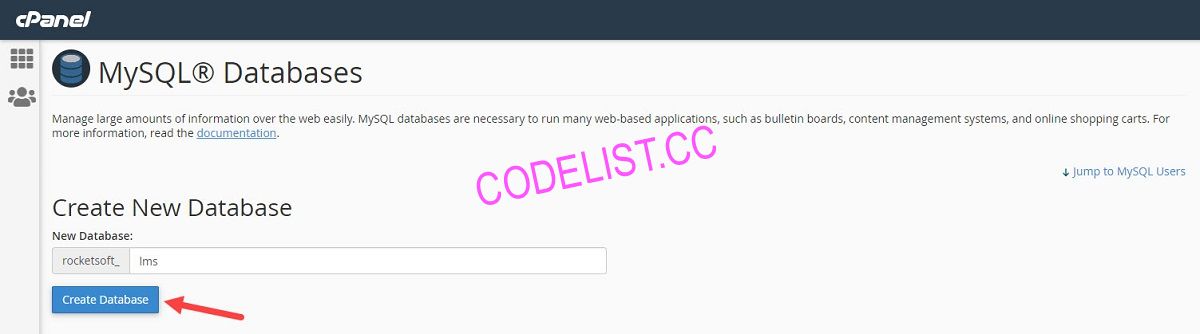 cPanel
MySQL® Databases
Manage large amounts of information over the web easily. MySQL databases are necessary to run many web-based applications, such as bulletin boards, content management systems, and online shopping carts. For
more information, read the documentation.
CODELIST.CC
Jump to MySQL Users
Create New Database
New Database:
rocketsoft_ lms
Create Database